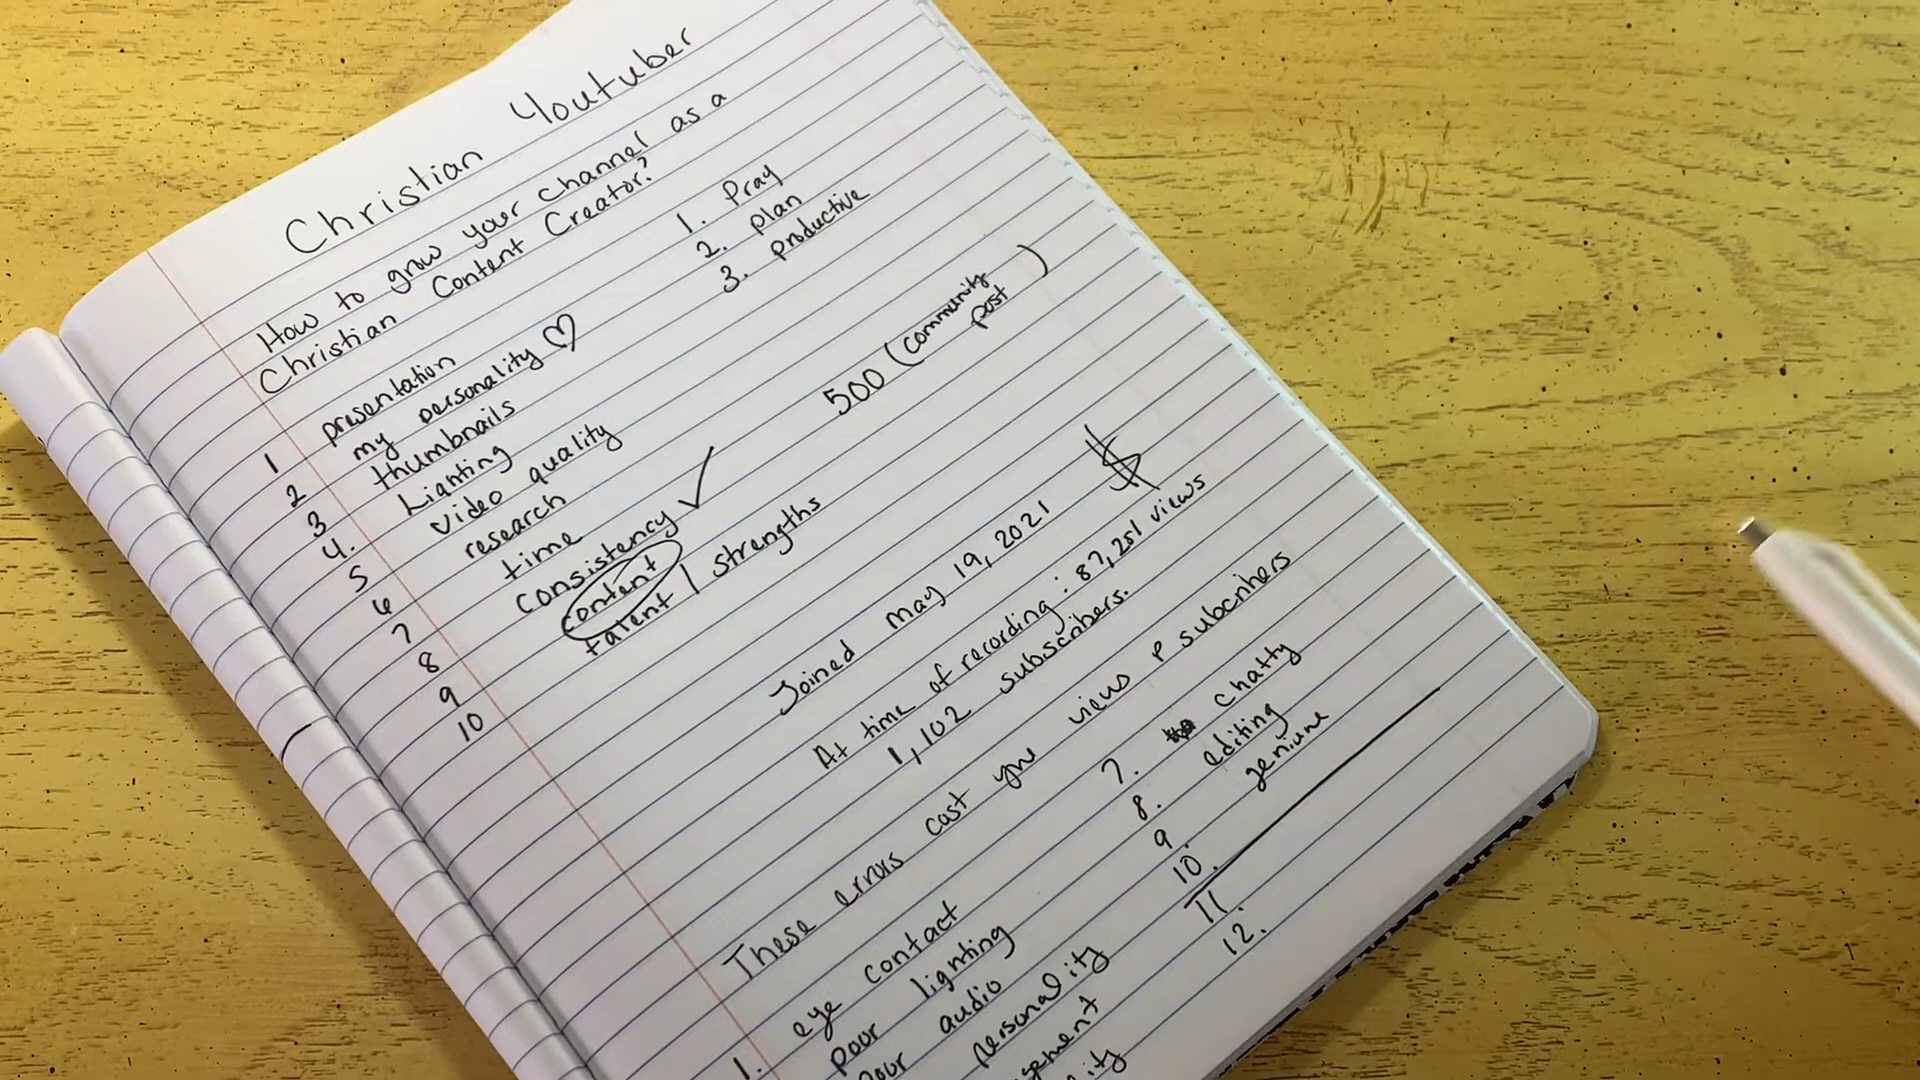 Christian Youtuber
How to grow your channel as a
Christian Content Creator?
1. Pray
2. plan
3. productive
1 presentation
2 my personality ♡
3 thumbnails
4. Lighting
5 video quality
6 research
7 time
8 consistency ✓
9 content
10 talent / strengths
500 (community post)
$
Joined may 19, 2021
At time of recording: 87,251 views
1,102 subscribers.
These errors cost you views & subscribers
1. eye contact
poor lighting
poor audio
personality
7. chatty
8. editing
9. geniune
10.
11.
12.